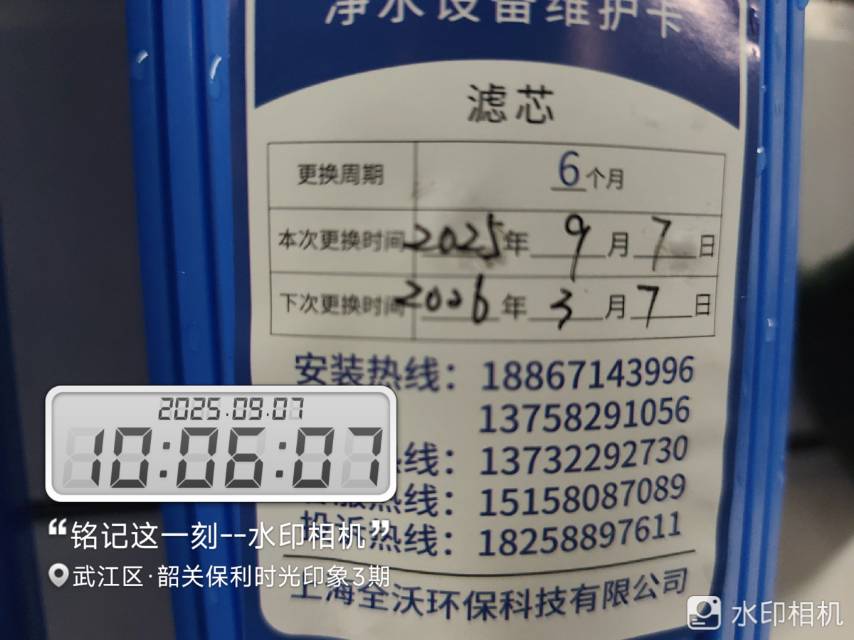 净水设备维护卡
滤芯
更换周期 6个月
本次更换时间 2025年 9月 7日
下次更换时间 2026年 3月 7日
安装热线：18867143996
13758291056
热线：13732292730
热线：15158087089
投诉热线：18258897611
上海全沃环保科技有限公司
2025.09.07
10:06:07
“铭记这一刻--水印相机”
武江区·韶关保利时光印象3期
水印相机